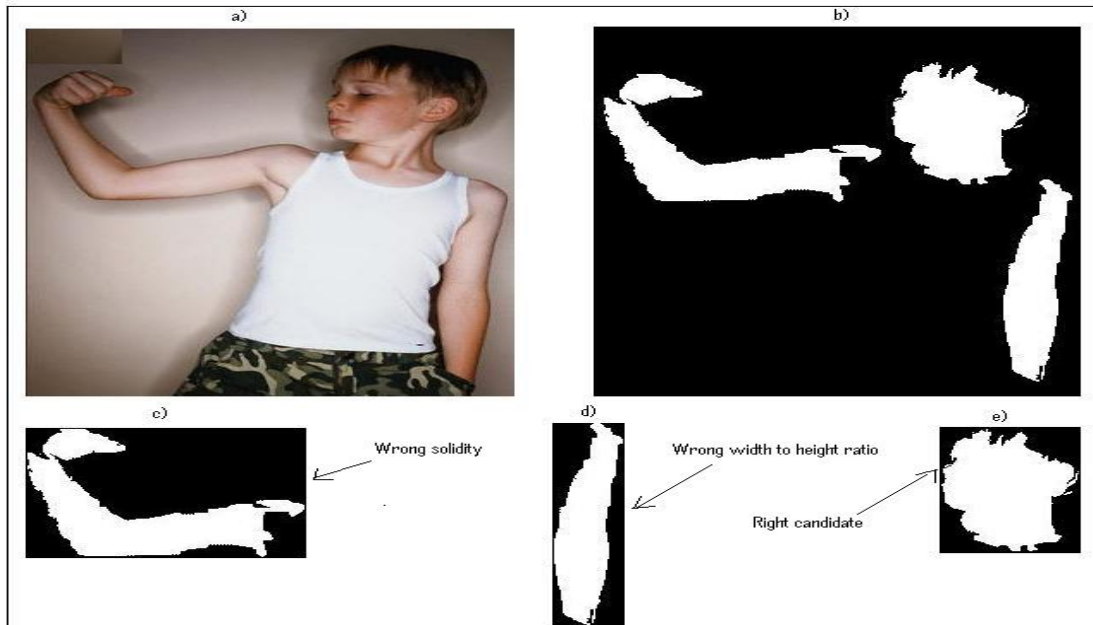 a)
b)
c)
d)
e)
Wrong solidity
Wrong width to height ratio
Right candidate